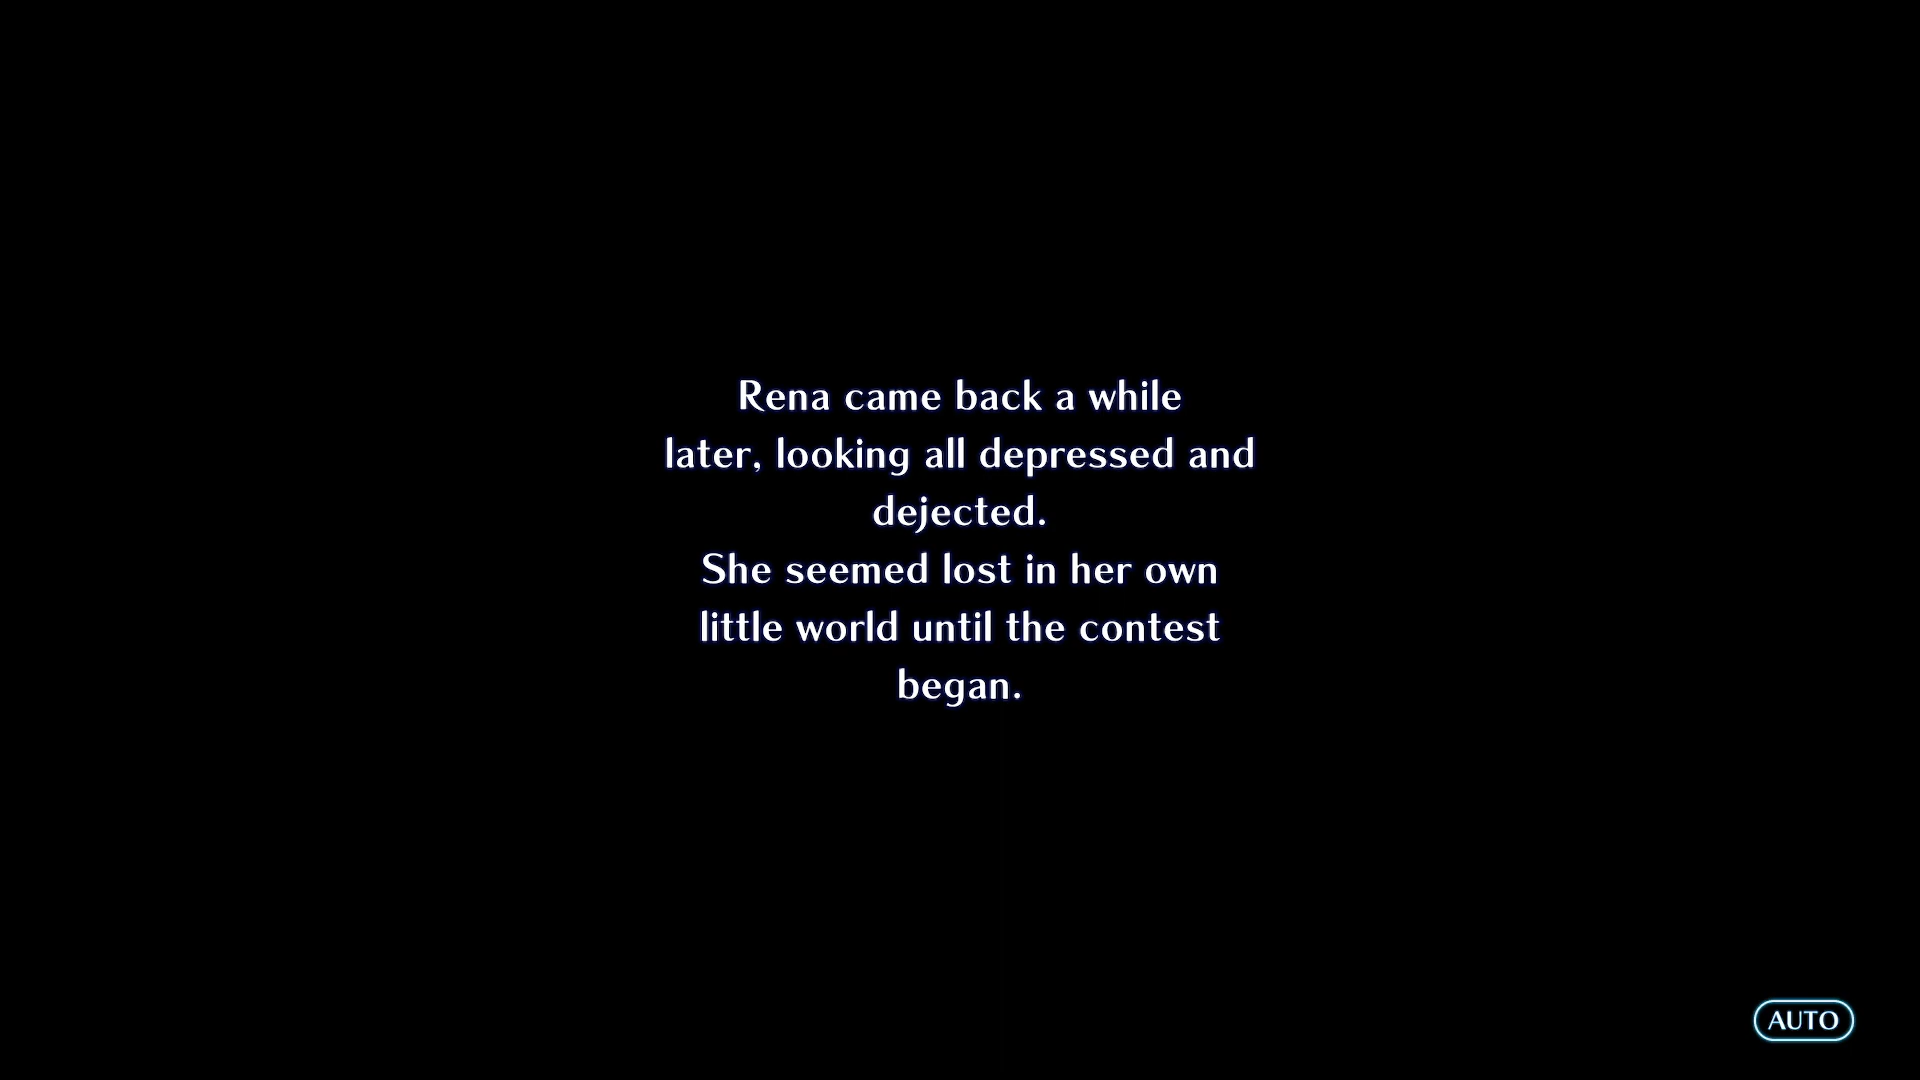 Rena came back a while
later, looking all depressed and
dejected.
She seemed lost in her own
little world until the contest
began.
AUTO